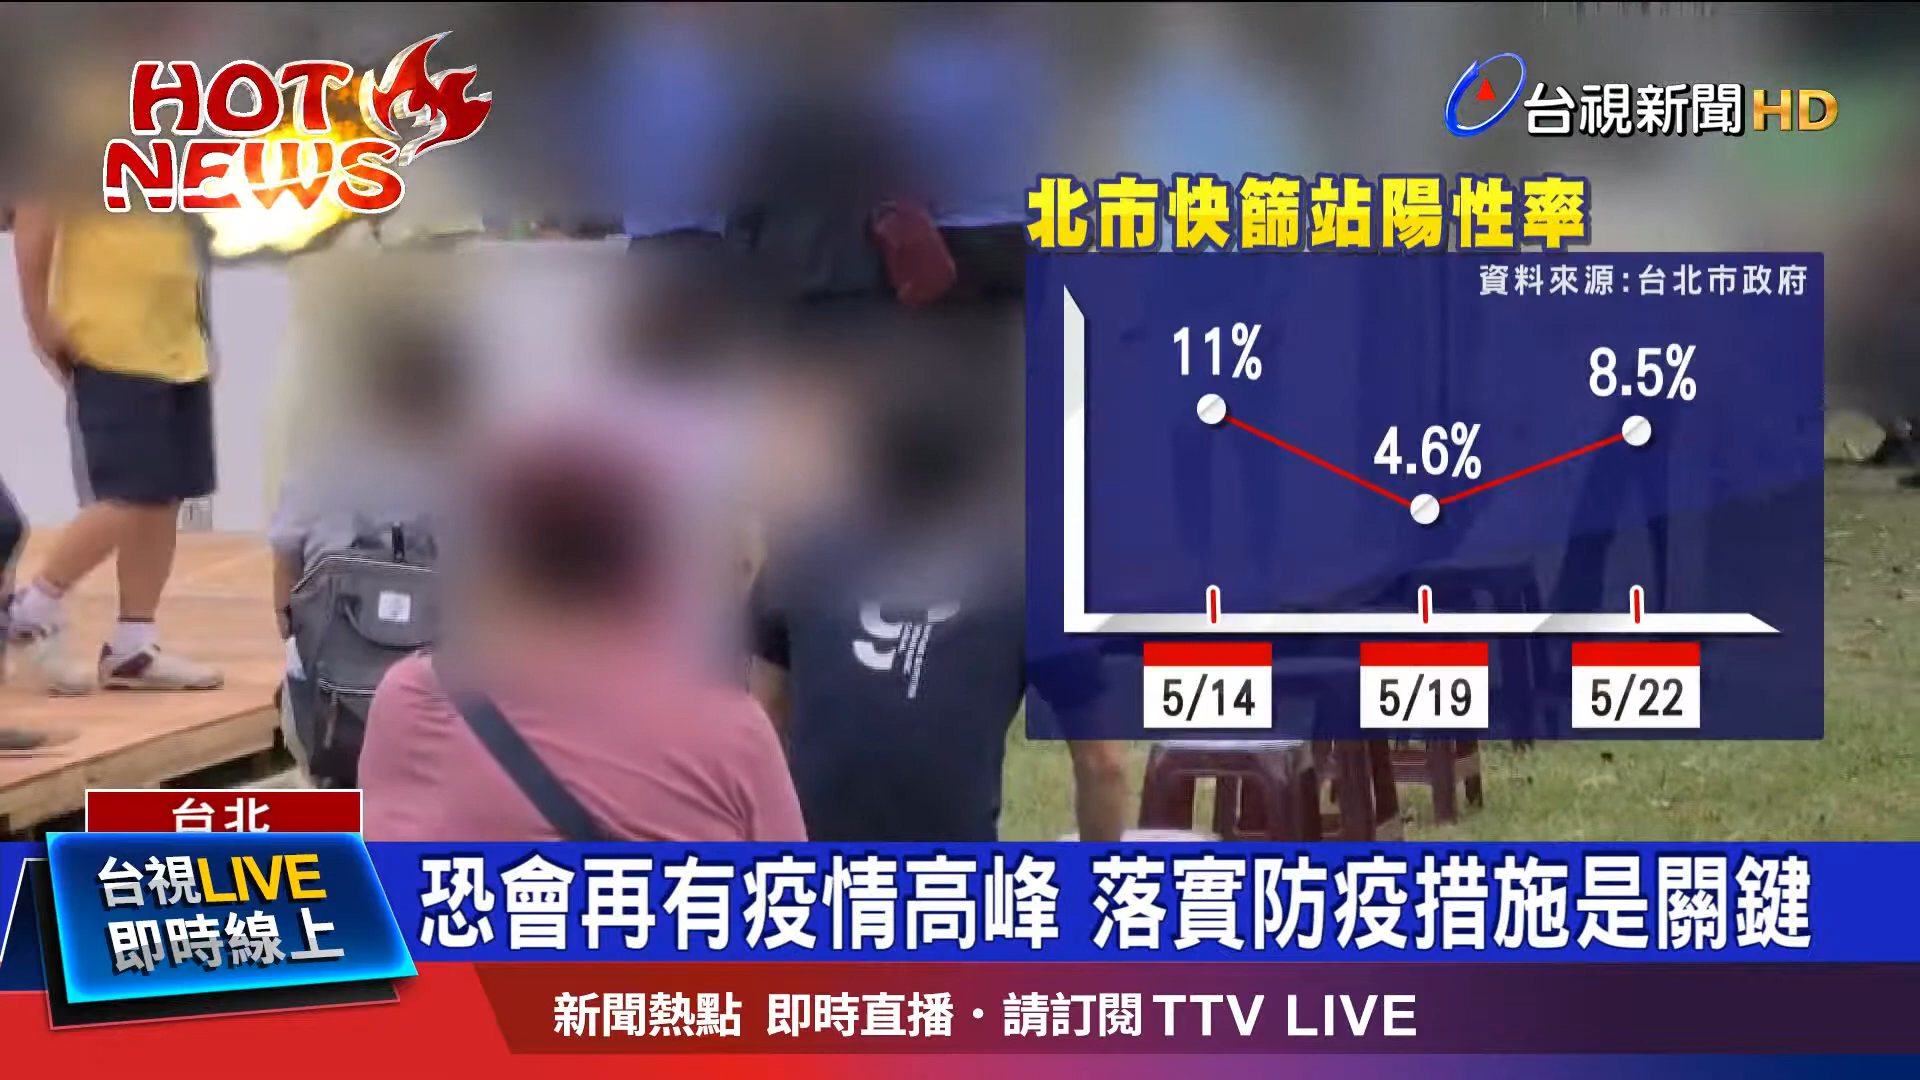 HOT
NEWS
台視新聞HD
北市快篩站陽性率
資料來源:台北市政府
11%
4.6%
8.5%
5/14
5/19
5/22
台北
台視LIVE
即時線上
恐會再有疫情高峰 落實防疫措施是關鍵
新聞熱點 即時直播・請訂閱TTV LIVE